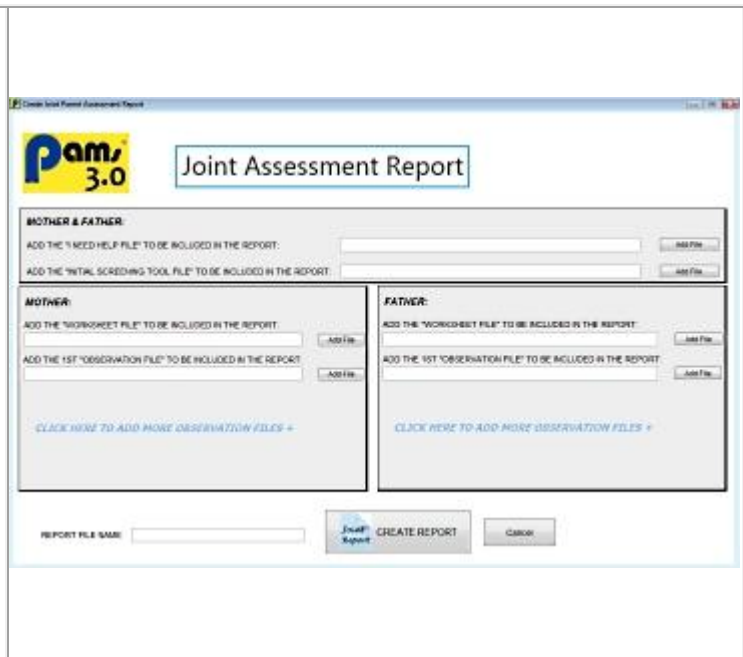 Create Joint Parent Assessment Report
Pams
3.0
Joint Assessment Report
MOTHER & FATHER:
ADD THE "I NEED HELP FILE" TO BE INCLUDED IN THE REPORT:
Add File
ADD THE "INITIAL SCREENING TOOL FILE" TO BE INCLUDED IN THE REPORT:
Add File
MOTHER:
ADD THE "WORKSHEET FILE" TO BE INCLUDED IN THE REPORT:
Add File
ADD THE 1ST "OBSERVATION FILE" TO BE INCLUDED IN THE REPORT
Add File
CLICK HERE TO ADD MORE OBSERVATION FILES +
FATHER:
ADD THE "WORKSHEET FILE" TO BE INCLUDED IN THE REPORT:
Add File
ADD THE 1ST "OBSERVATION FILE" TO BE INCLUDED IN THE REPORT
Add File
CLICK HERE TO ADD MORE OBSERVATION FILES +
REPORT FILE NAME
Joint Report
CREATE REPORT
Cancel